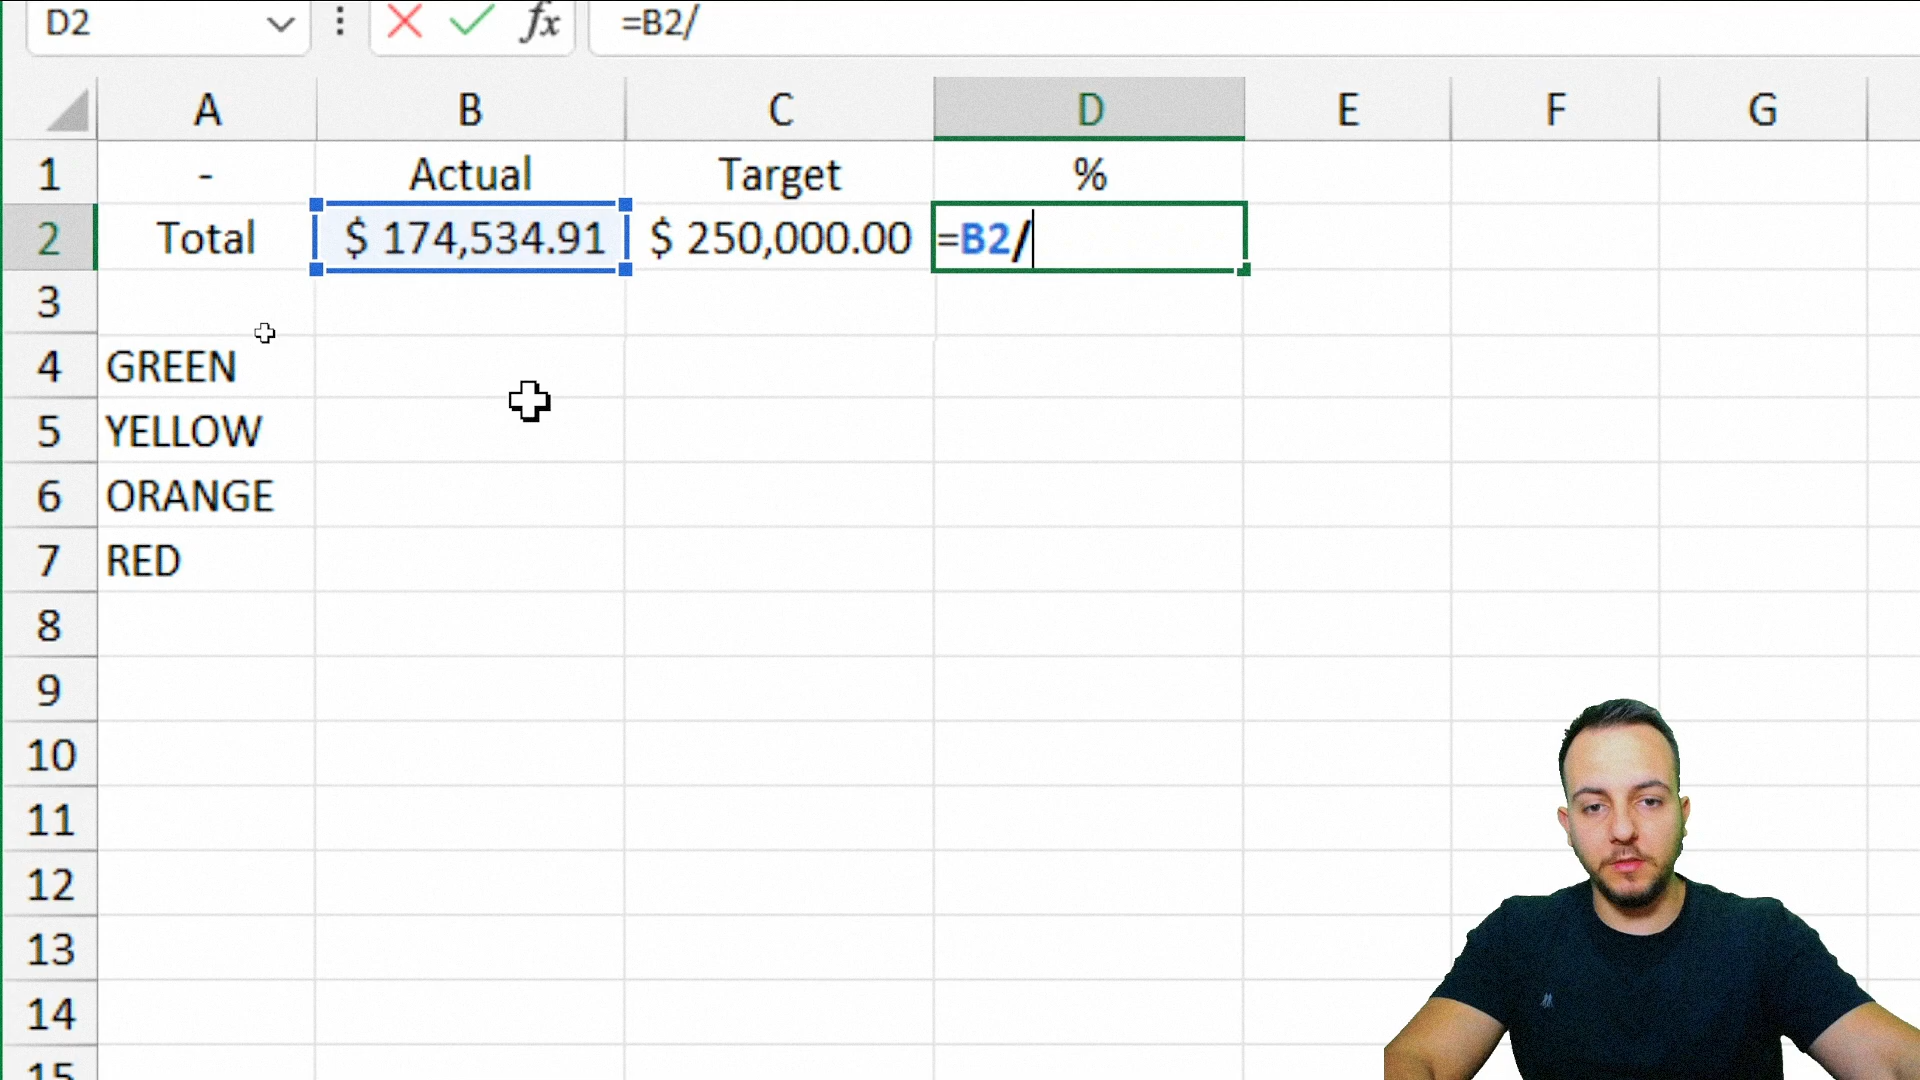 D2 fx =B2/
A B C D E F G
1 - Actual Target %
2 Total $ 174,534.91 $ 250,000.00 =B2/
3
4 GREEN
5 YELLOW
6 ORANGE
7 RED
8
9
10
11
12
13
14
15